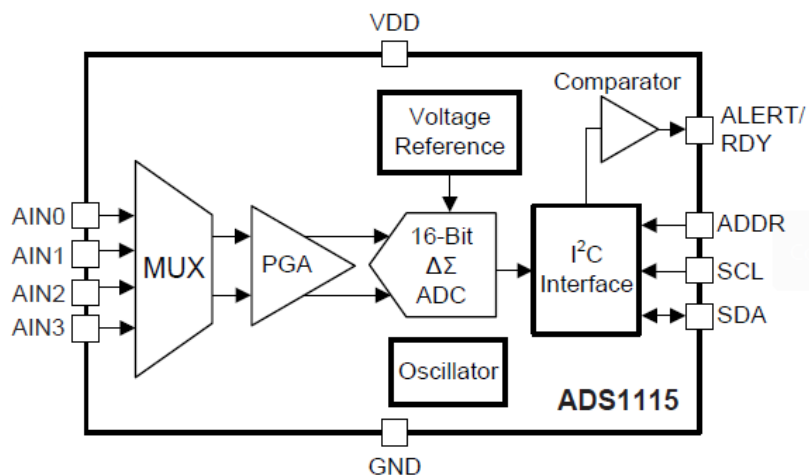 VDD
Comparator
Voltage
Reference
ALERT/
RDY
AIN0
AIN1
AIN2
AIN3
MUX
PGA
16-Bit
ΔΣ
ADC
I²C
Interface
ADDR
SCL
SDA
Oscillator
ADS1115
GND